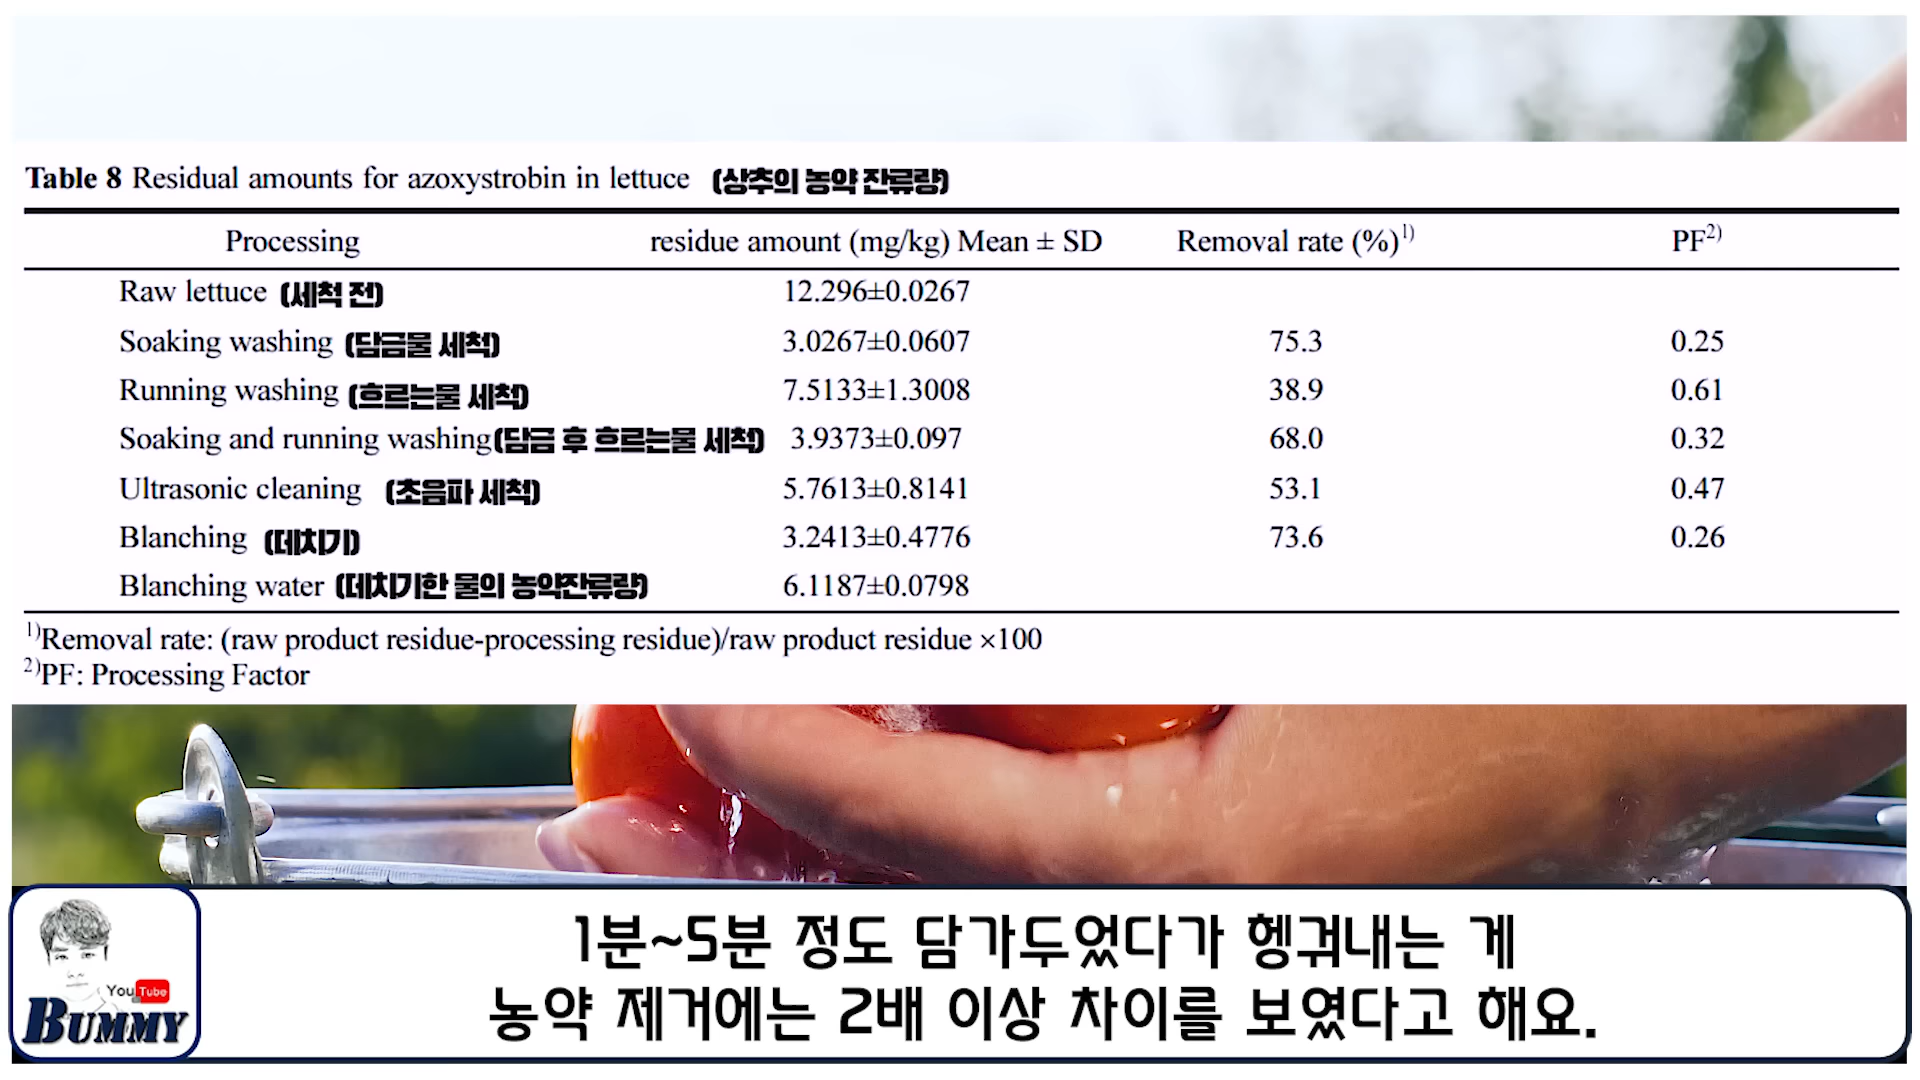 Table 8 Residual amounts for azoxystrobin in lettuce (상추의 농약 잔류량)
Processing residue amount (mg/kg) Mean ± SD Removal rate (%)1) PF2)
Raw lettuce (세척 전) 12.296±0.0267
Soaking washing (담금물 세척) 3.0267±0.0607 75.3 0.25
Running washing (흐르는물 세척) 7.5133±1.3008 38.9 0.61
Soaking and running washing(담금 후 흐르는물 세척) 3.9373±0.097 68.0 0.32
Ultrasonic cleaning (초음파 세척) 5.7613±0.8141 53.1 0.47
Blanching (데치기) 3.2413±0.4776 73.6 0.26
Blanching water (데치기한 물의 농약잔류량) 6.1187±0.0798
1)Removal rate: (raw product residue-processing residue)/raw product residue ×100
2)PF: Processing Factor
1분~5분 정도 담가두었다가 헹궈내는 게
농약 제거에는 2배 이상 차이를 보였다고 해요.
YouTube
BUMMY